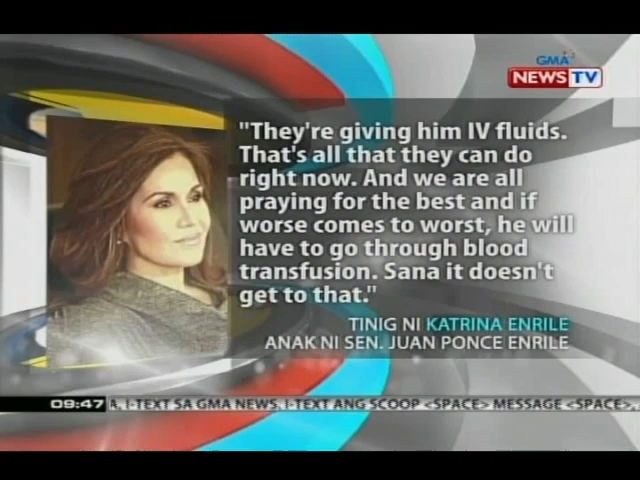 GMA
NEWS TV
"They're giving him IV fluids.
That's all that they can do
right now. And we are all
praying for the best and if
worse comes to worst, he will
have to go through blood
transfusion. Sana it doesn't
get to that."
TINIG NI KATRINA ENRILE
ANAK NI SEN. JUAN PONCE ENRILE
09:47 A, I-TEXT SA GMA NEWS, I-TEXT ANG SCOOP <SPACE> MESSAGE <SPACE>,